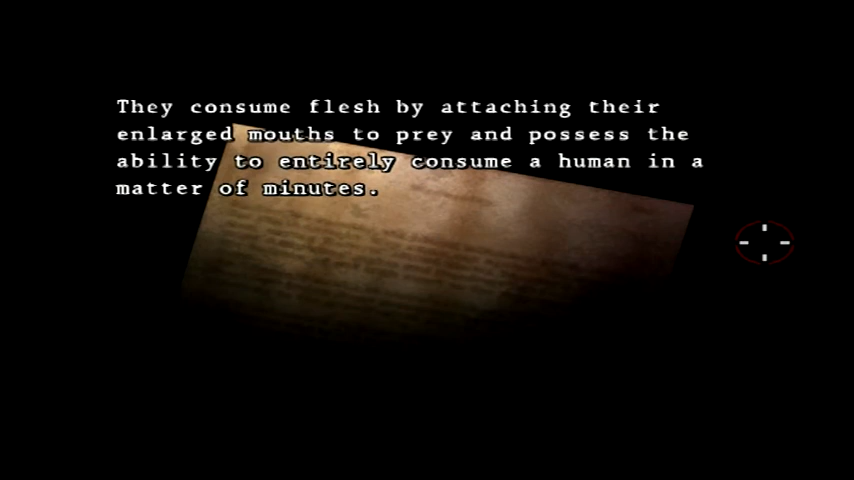 They consume flesh by attaching their
enlarged mouths to prey and possess the
ability to entirely consume a human in a
matter of minutes.